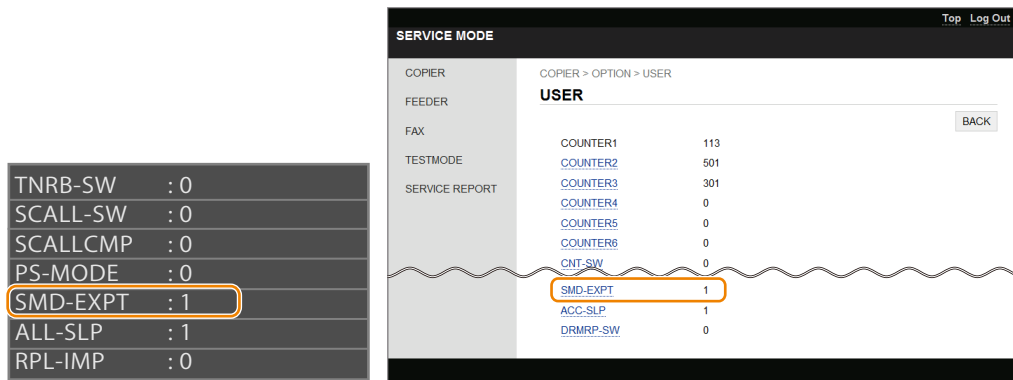 TNRB-SW : 0
SCALL-SW : 0
SCALLCMP : 0
PS-MODE : 0
SMD-EXPT : 1
ALL-SLP : 1
RPL-IMP : 0
Top Log Out
SERVICE MODE
COPIER
FEEDER
FAX
TESTMODE
SERVICE REPORT
COPIER > OPTION > USER
USER
BACK
COUNTER1 113
COUNTER2 501
COUNTER3 301
COUNTER4 0
COUNTER5 0
COUNTER6 0
CNT-SW 0
SMD-EXPT 1
ACC-SLP 1
DRMRP-SW 0